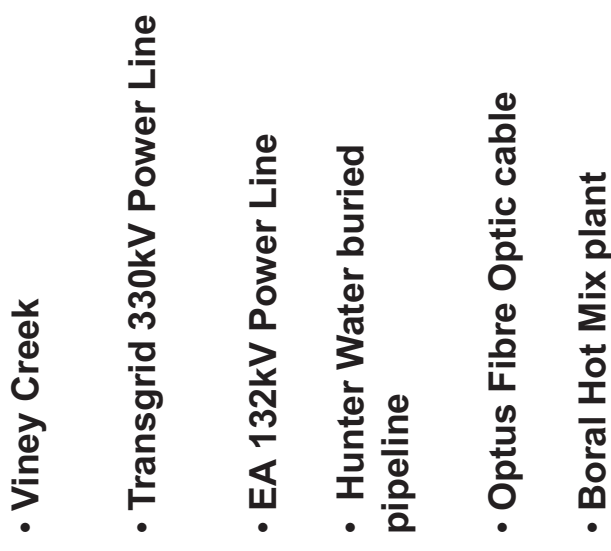 • Viney Creek
• Transgrid 330kV Power Line
• EA 132kV Power Line
• Hunter Water buried
pipeline
• Optus Fibre Optic cable
• Boral Hot Mix plant